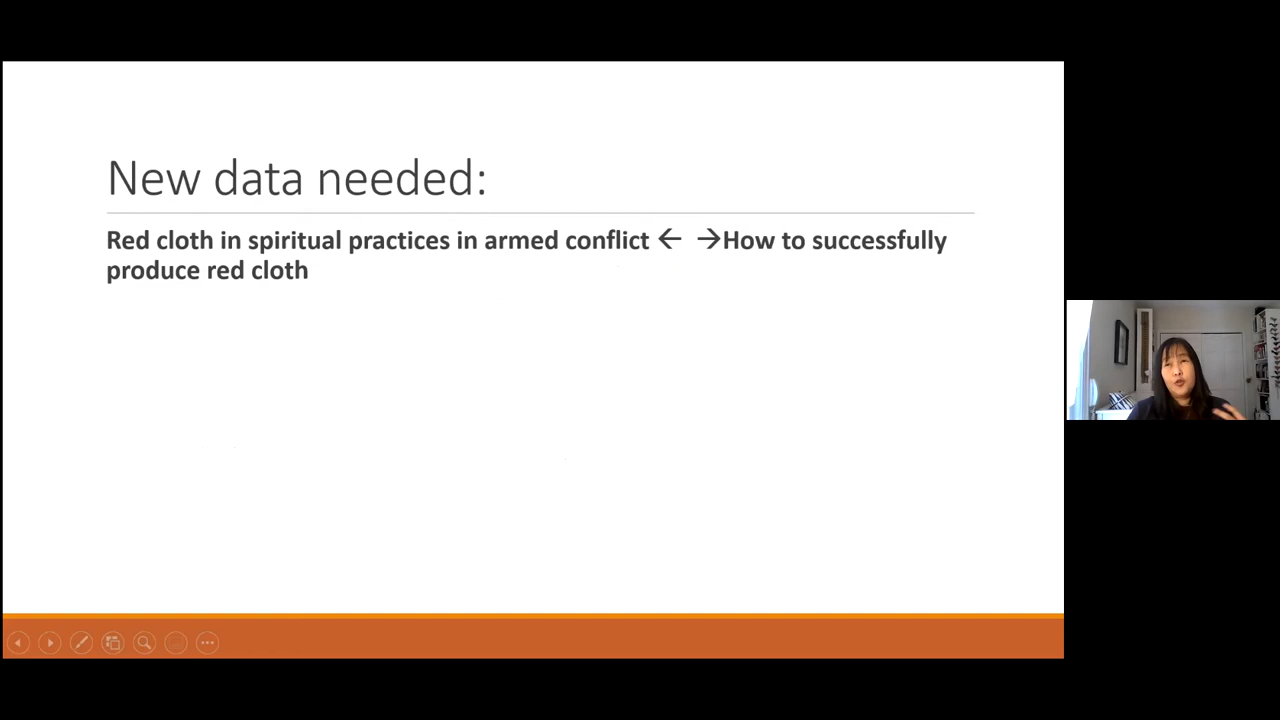 New data needed:
Red cloth in spiritual practices in armed conflict ← →How to successfully
produce red cloth